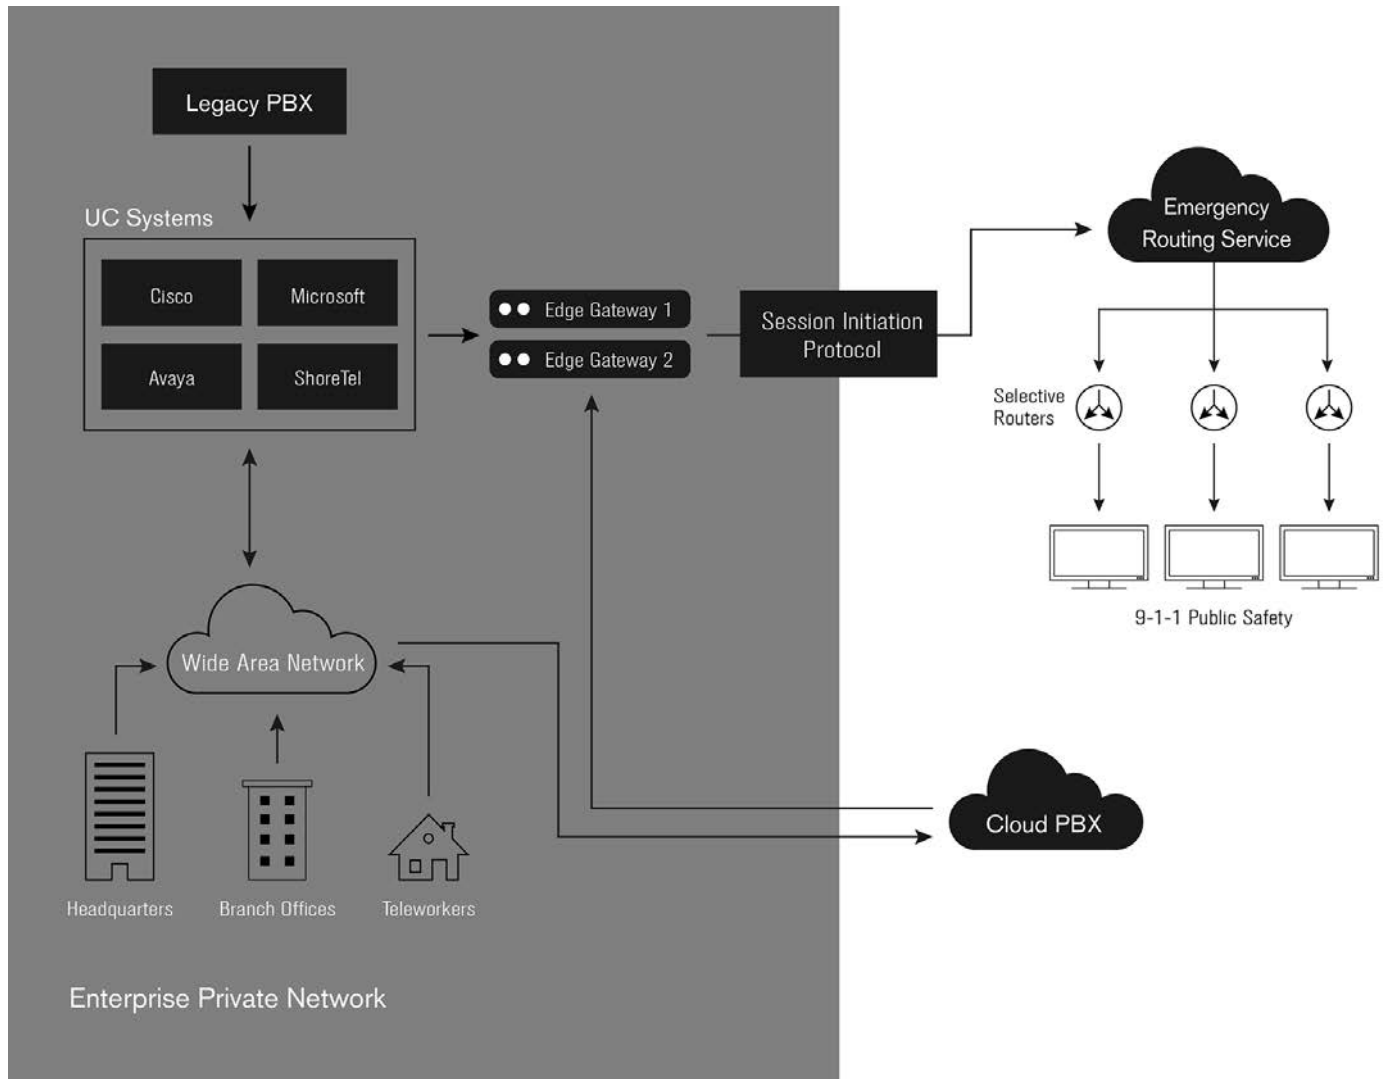 Legacy PBX
UC Systems
Cisco
Microsoft
Avaya
ShoreTel
Edge Gateway 1
Edge Gateway 2
Session Initiation
Protocol
Emergency
Routing Service
Selective
Routers
9-1-1 Public Safety
Wide Area Network
Headquarters
Branch Offices
Teleworkers
Cloud PBX
Enterprise Private Network